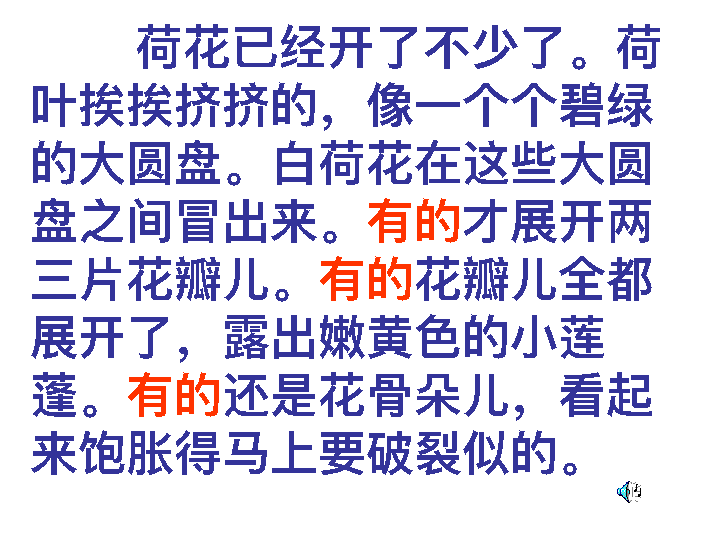 荷花已经开了不少了。荷
叶挨挨挤挤的，像一个个碧绿
的大圆盘。白荷花在这些大圆
盘之间冒出来。有的才展开两
三片花瓣儿。有的花瓣儿全都
展开了，露出嫩黄色的小莲
蓬。有的还是花骨朵儿，看起
来饱胀得马上要破裂似的。